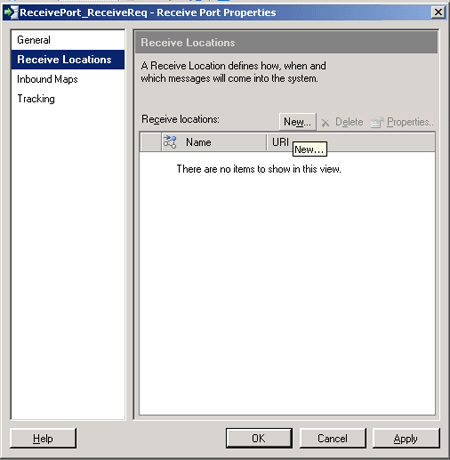 ReceivePort_ReceiveReq - Receive Port Properties
General
Receive Locations
Inbound Maps
Tracking
Receive Locations
A Receive Location defines how, when and
which messages will come into the system.
Receive locations:
New...
Delete
Properties..
Name
URI
New...
There are no items to show in this view.
Help
OK
Cancel
Apply